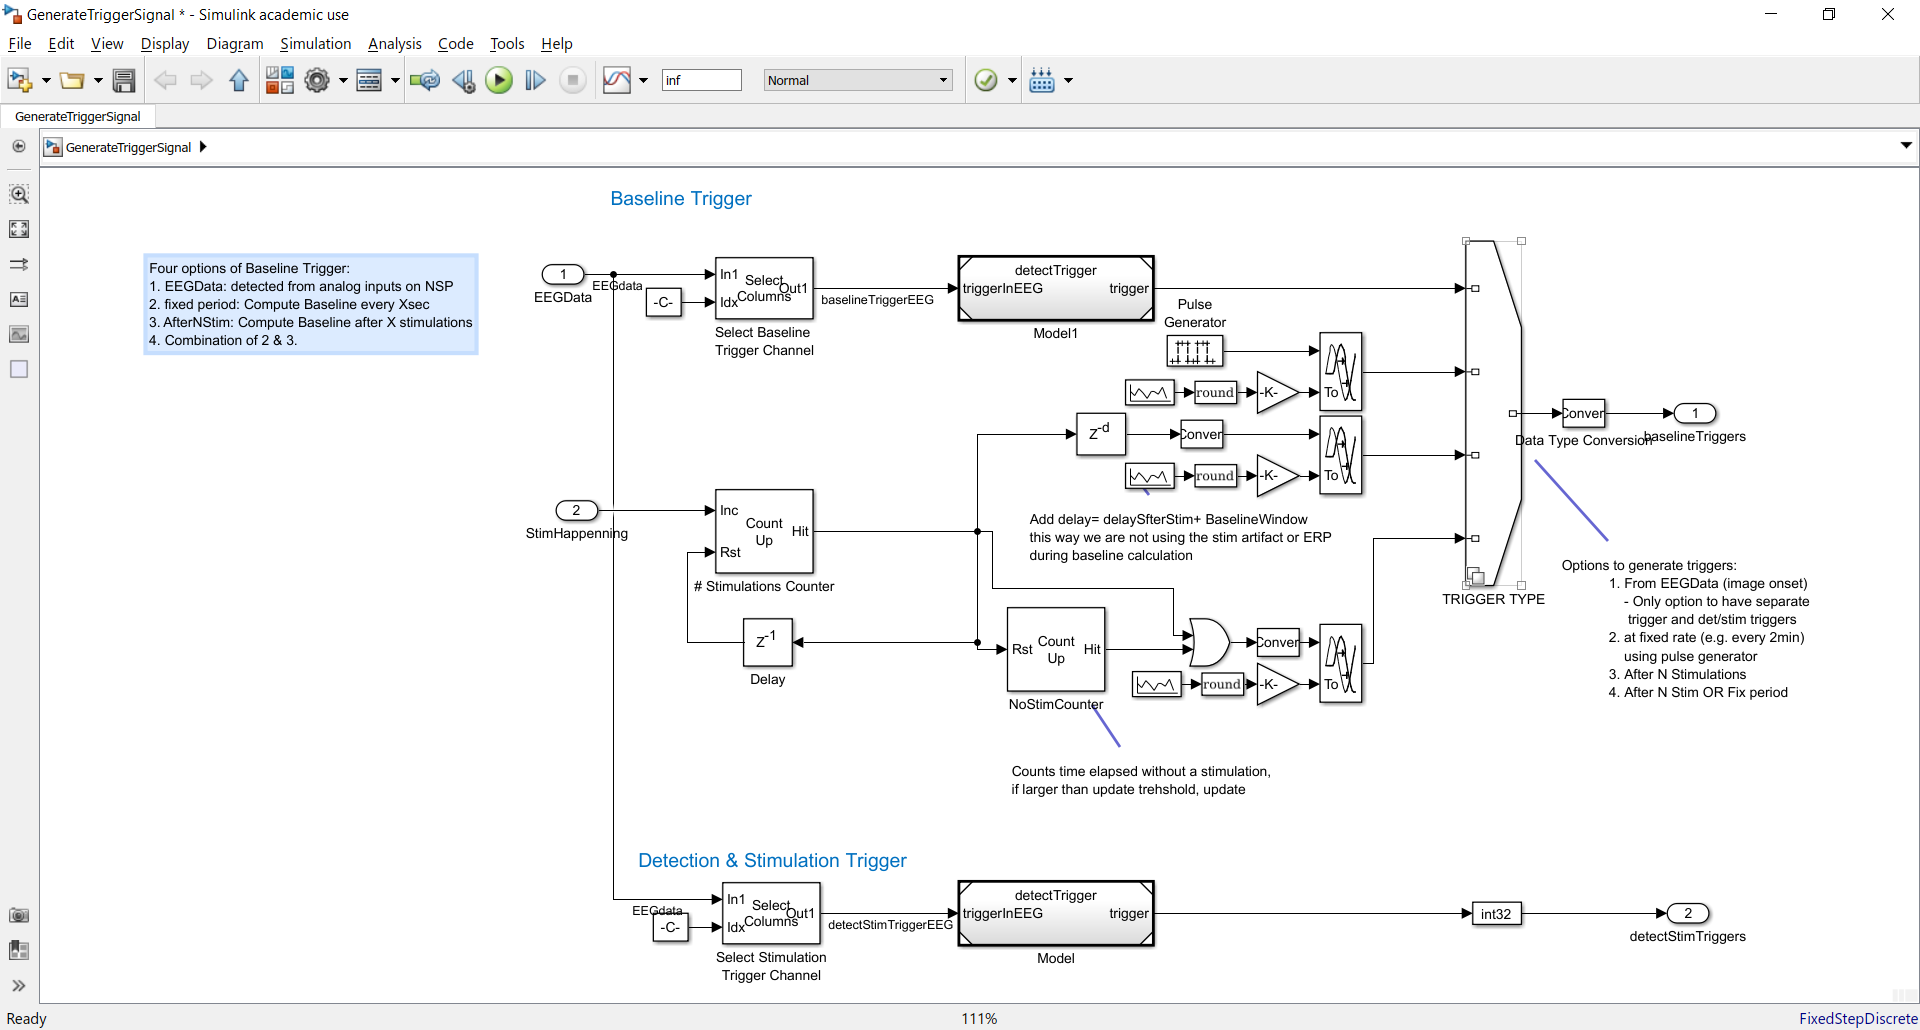 GenerateTriggerSignal * - Simulink academic use
File Edit View Display Diagram Simulation Analysis Code Tools Help
inf Normal
GenerateTriggerSignal
GenerateTriggerSignal
Baseline Trigger
Four options of Baseline Trigger:
1. EEGData: detected from analog inputs on NSP
2. fixed period: Compute Baseline every Xsec
3. AfterNStim: Compute Baseline after X stimulations
4. Combination of 2 & 3.
1
EEGData
EEGdata
-C-
In1
Idx
Select
Columns
Out1
Select Baseline
Trigger Channel
baselineTriggerEEG
detectTrigger
triggerInEEG
trigger
Model1
Pulse
Generator
round
-K-
To
Z-d
Conver
round
-K-
To
Add delay= delaySfterStim+ BaselineWindow
this way we are not using the stim artifact or ERP
during baseline calculation
2
StimHappenning
Inc
Rst
Count
Up
Hit
# Stimulations Counter
Z-1
Delay
Rst
Count
Up
Hit
NoStimCounter
Conver
round
-K-
To
Counts time elapsed without a stimulation,
if larger than update trehshold, update
TRIGGER TYPE
Conver
Data Type Conversion
1
baselineTriggers
Options to generate triggers:
1. From EEGData (image onset)
- Only option to have separate
trigger and det/stim triggers
2. at fixed rate (e.g. every 2min)
using pulse generator
3. After N Stimulations
4. After N Stim OR Fix period
Detection & Stimulation Trigger
EEGdata
-C-
In1
Idx
Select
Columns
Out1
Select Stimulation
Trigger Channel
detectStimTriggerEEG
detectTrigger
triggerInEEG
trigger
Model
int32
2
detectStimTriggers
Ready 111% FixedStepDiscrete